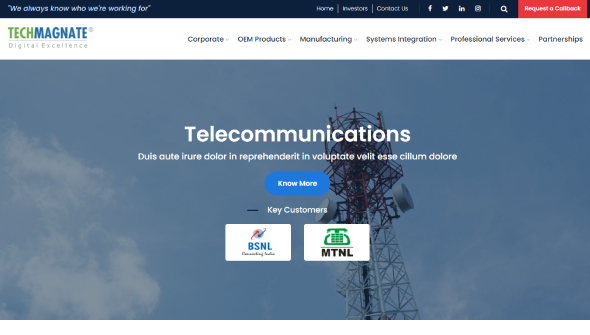 "We always know who we're working for"
Home Investors Contact Us
Request a Callback
TECHMAGNATE®
Digital Excellence
Corporate OEM Products Manufacturing Systems Integration Professional Services Partnerships
Telecommunications
Duis aute irure dolor in reprehenderit in voluptate velit esse cillum dolore
Know More
Key Customers
BSNL
Connecting India
MTNL